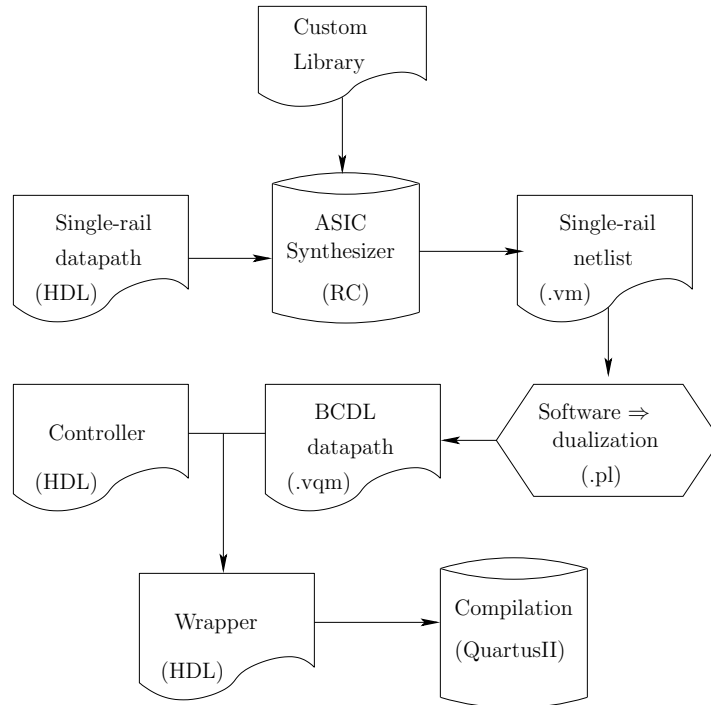 Custom
Library
Single-rail
datapath
(HDL)
ASIC
Synthesizer
(RC)
Single-rail
netlist
(.vm)
Controller
(HDL)
BCDL
datapath
(.vqm)
Software ⇒
dualization
(.pl)
Wrapper
(HDL)
Compilation
(QuartusII)